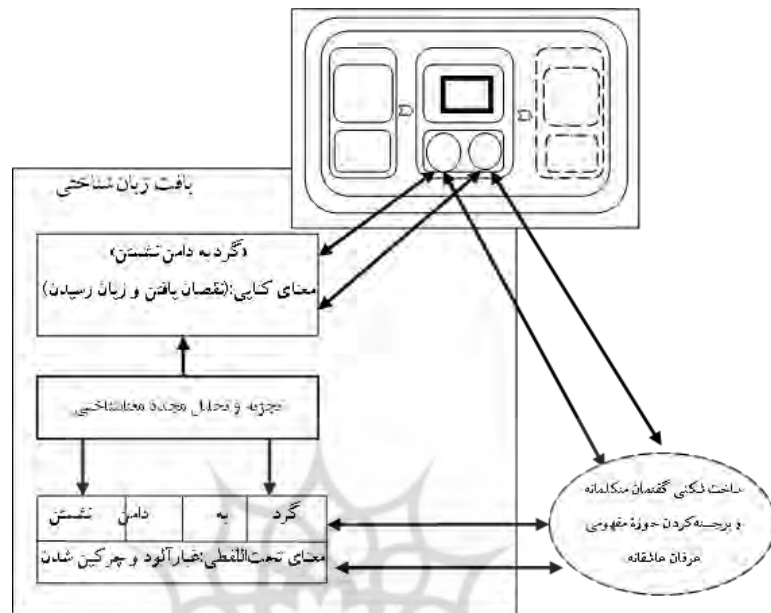 بافت زبان شناختی
«گرد به دامن نشستن»
معنای کنایی:(نقصان یافتن و زیان رسیدن)
تجزیه و تحلیل مجدد معناشناختی
گرد به دامن نشستن
معنای تحت‌اللفظی:غبارآلود و چرکین شدن
ساخت شکنی گفتمان متکلمانه
و برجسته کردن حوزۀ مفهومی
عرفان عاشقانه